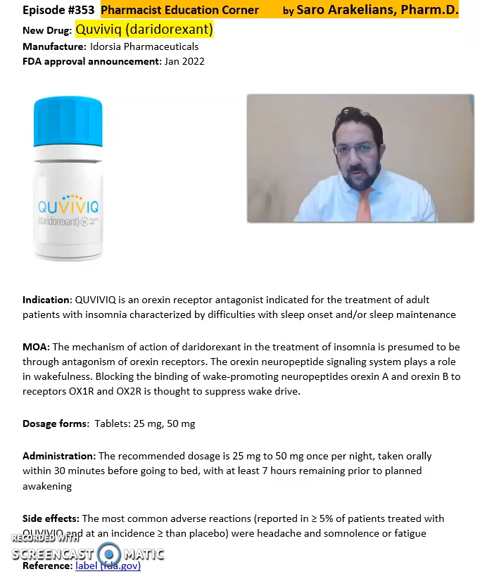 Episode #353 Pharmacist Education Corner by Saro Arakelians, Pharm.D.
New Drug: Quviviq (daridorexant)
Manufacture: Idorsia Pharmaceuticals
FDA approval announcement: Jan 2022
QUVIVIQ
(daridorexant)
Indication: QUVIVIQ is an orexin receptor antagonist indicated for the treatment of adult
patients with insomnia characterized by difficulties with sleep onset and/or sleep maintenance
MOA: The mechanism of action of daridorexant in the treatment of insomnia is presumed to be
through antagonism of orexin receptors. The orexin neuropeptide signaling system plays a role
in wakefulness. Blocking the binding of wake-promoting neuropeptides orexin A and orexin B to
receptors OX1R and OX2R is thought to suppress wake drive.
Dosage forms: Tablets: 25 mg, 50 mg
Administration: The recommended dosage is 25 mg to 50 mg once per night, taken orally
within 30 minutes before going to bed, with at least 7 hours remaining prior to planned
awakening
Side effects: The most common adverse reactions (reported in ≥ 5% of patients treated with
QUVIVIQ and at an incidence ≥ than placebo) were headache and somnolence or fatigue
RECORDED WITH
SCREENCAST MATIC
Reference: label (fda.gov)